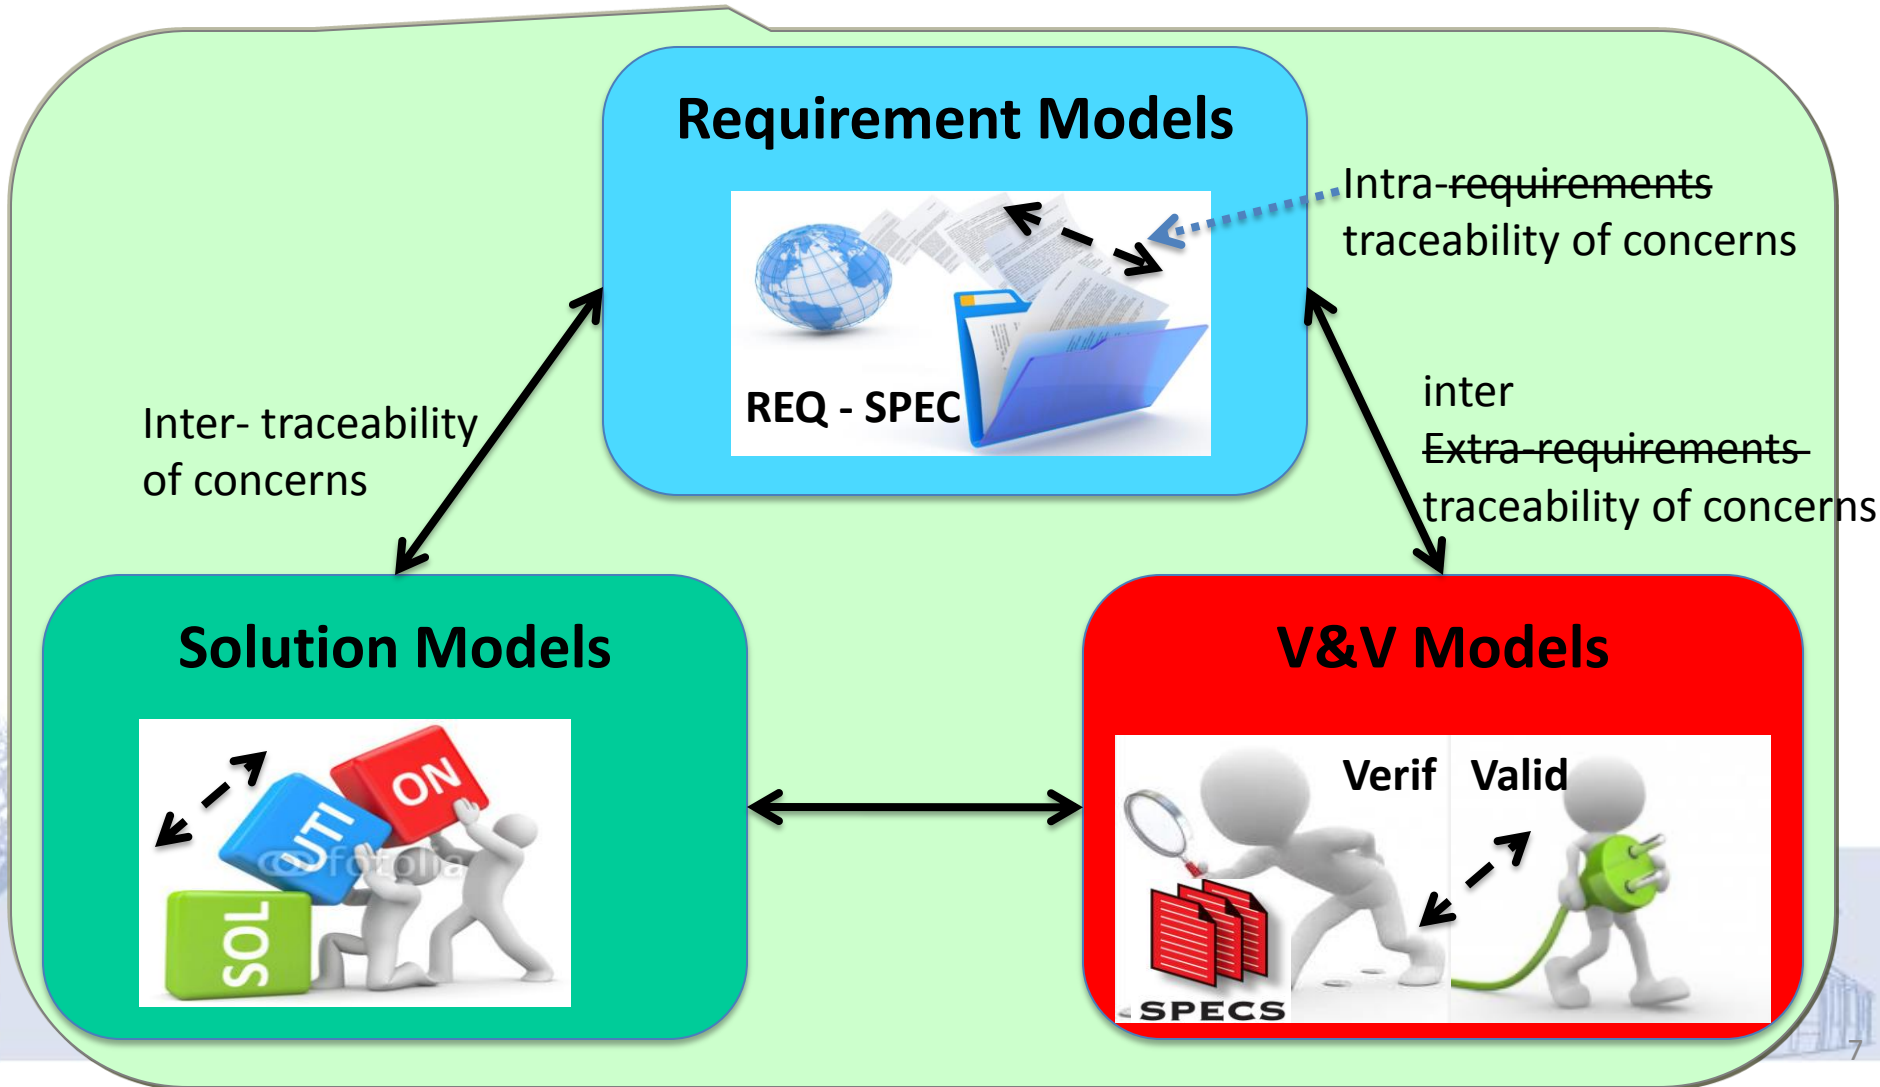 Requirement Models
Intra-requirements
traceability of concerns
REQ - SPEC
inter
Extra-requirements
traceability of concerns
Inter- traceability
of concerns
Solution Models
V&V Models
SOL
UTI
ON
fotolia
Verif Valid
SPECS
7